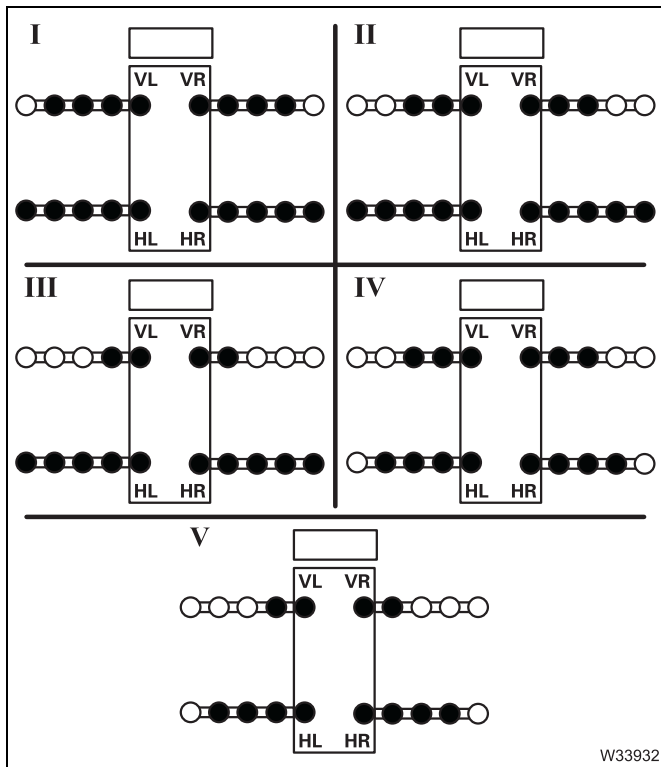 I
VL VR
HL HR
II
VL VR
HL HR
III
VL VR
HL HR
IV
VL VR
HL HR
V
VL VR
HL HR
W33932